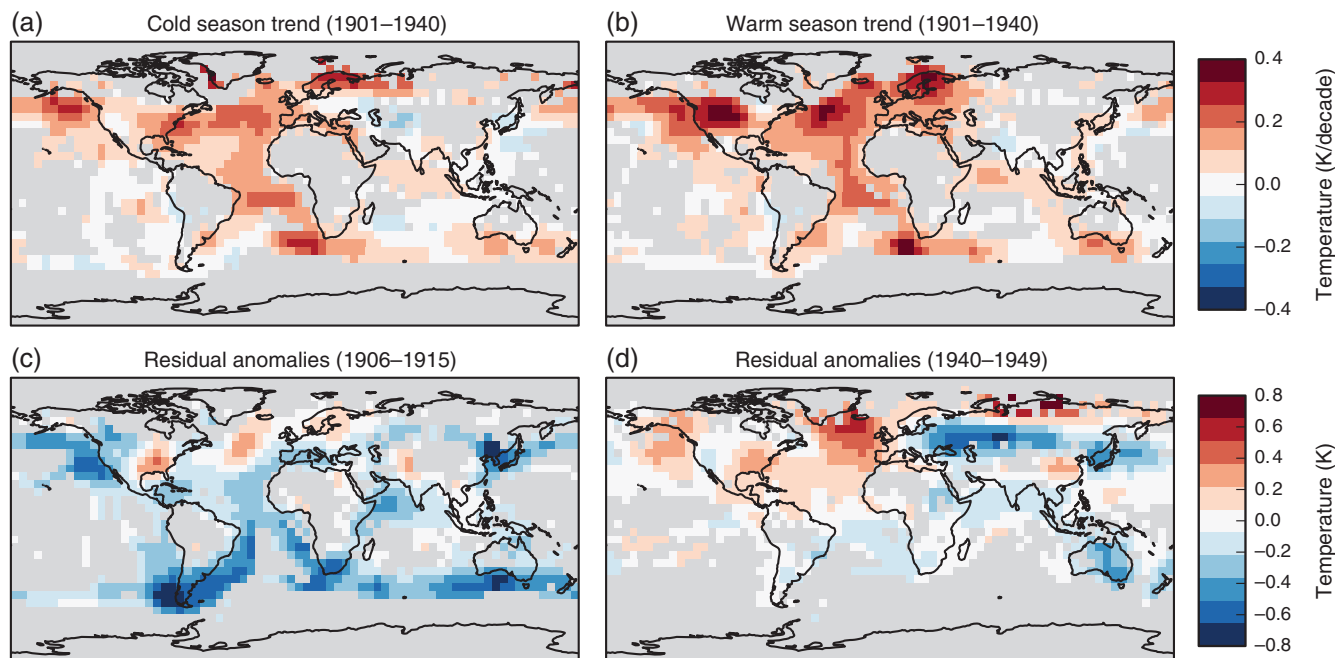 (a) Cold season trend (1901–1940)
(b) Warm season trend (1901–1940)
0.4
0.2
0.0
−0.2
−0.4
Temperature (K/decade)
(c) Residual anomalies (1906–1915)
(d) Residual anomalies (1940–1949)
0.8
0.6
0.4
0.2
0.0
−0.2
−0.4
−0.6
−0.8
Temperature (K)